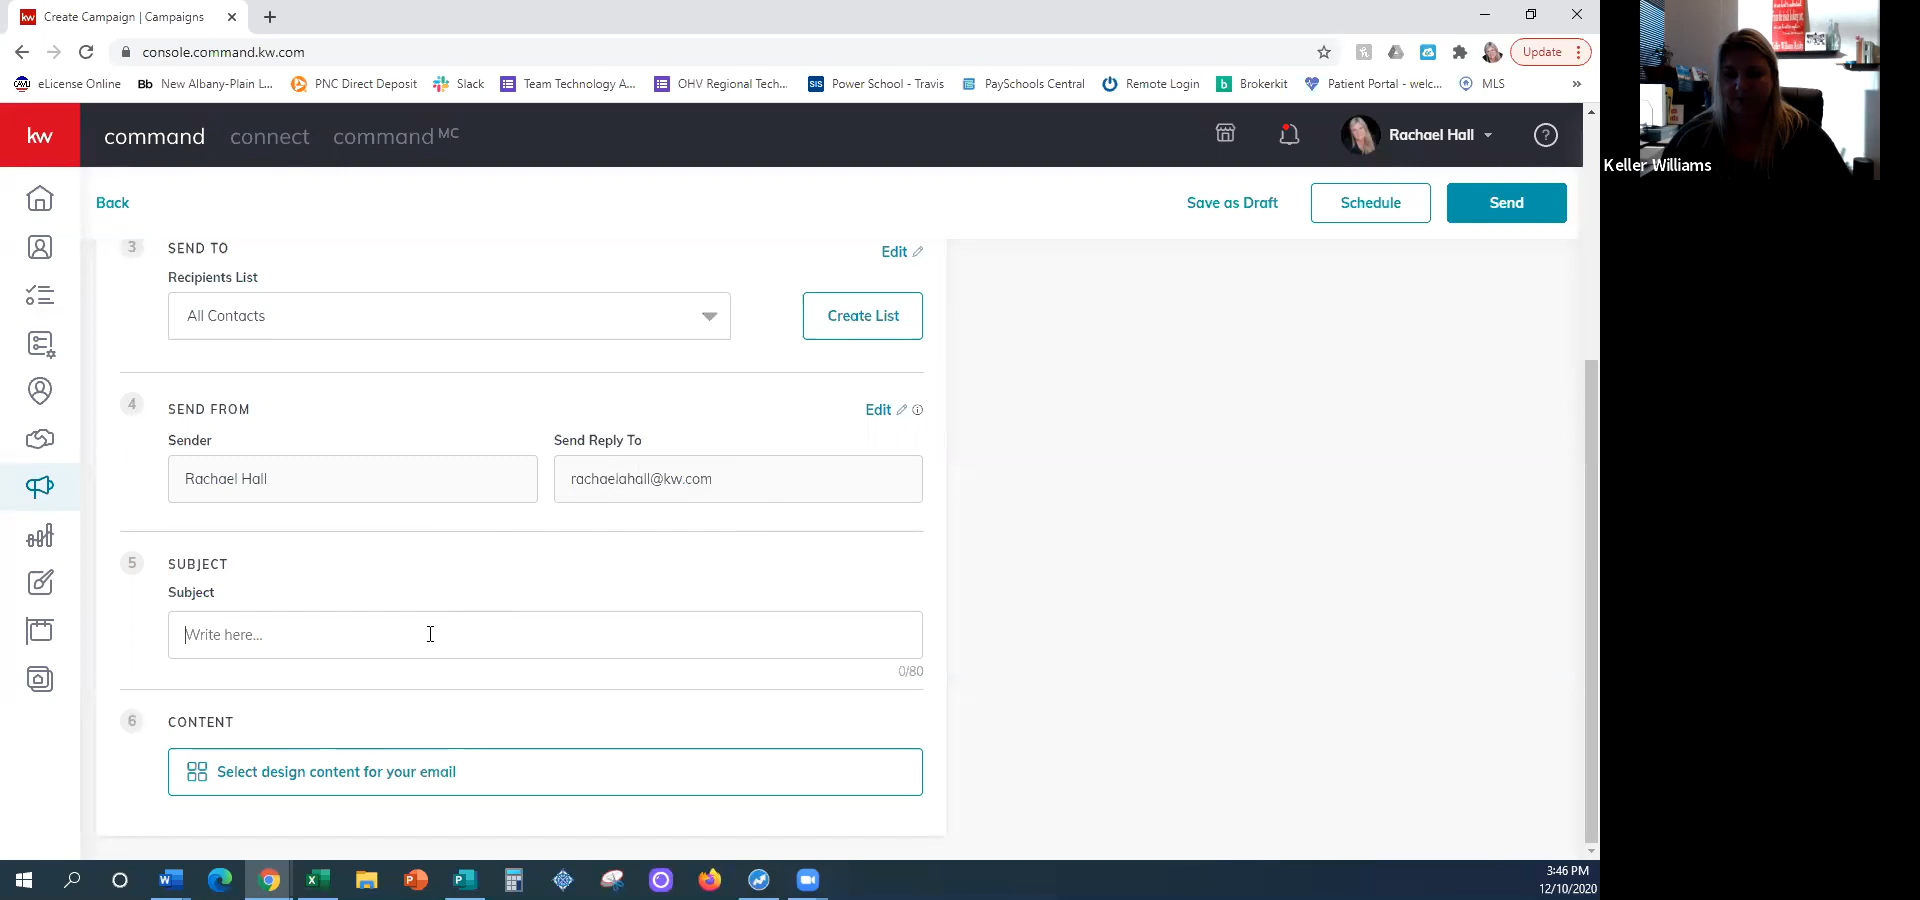 kw Create Campaign | Campaigns
console.command.kw.com
Update
eLicense Online
Bb New Albany-Plain L...
PNC Direct Deposit
Slack
Team Technology A...
OHV Regional Tech...
SIS Power School - Travis
PaySchools Central
Remote Login
b Brokerkit
Patient Portal - welc...
MLS
»
kw
command connect command MC
Rachael Hall
?
Keller Williams
Back
Save as Draft
Schedule
Send
3 SEND TO
Edit
Recipients List
All Contacts
Create List
4 SEND FROM
Edit
Sender
Send Reply To
Rachael Hall
rachaelahall@kw.com
5 SUBJECT
Subject
Write here...
0/80
6 CONTENT
Select design content for your email
3:46 PM
12/10/2020